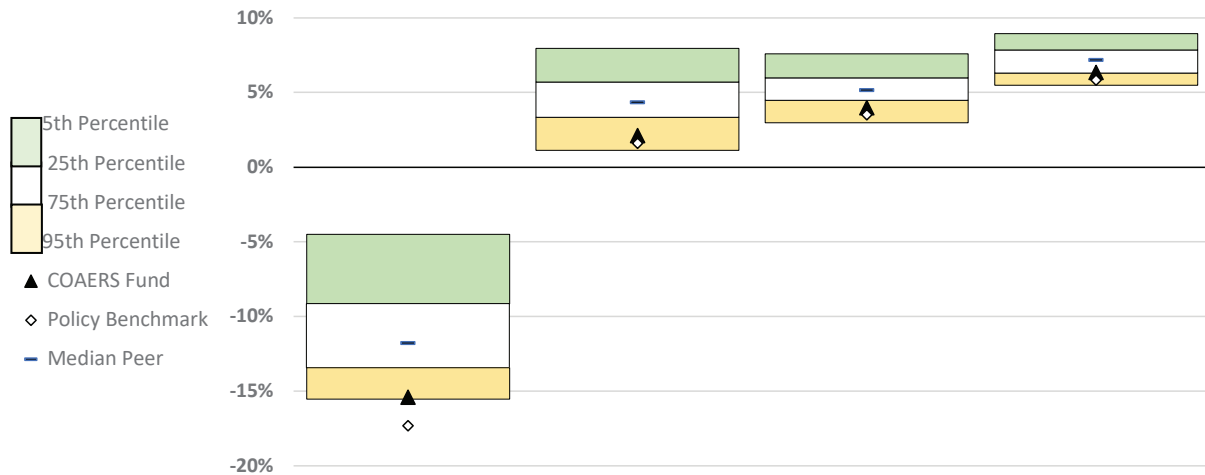 10%
5%
0%
-5%
-10%
-15%
-20%
5th Percentile
25th Percentile
75th Percentile
95th Percentile
COAERS Fund
Policy Benchmark
Median Peer